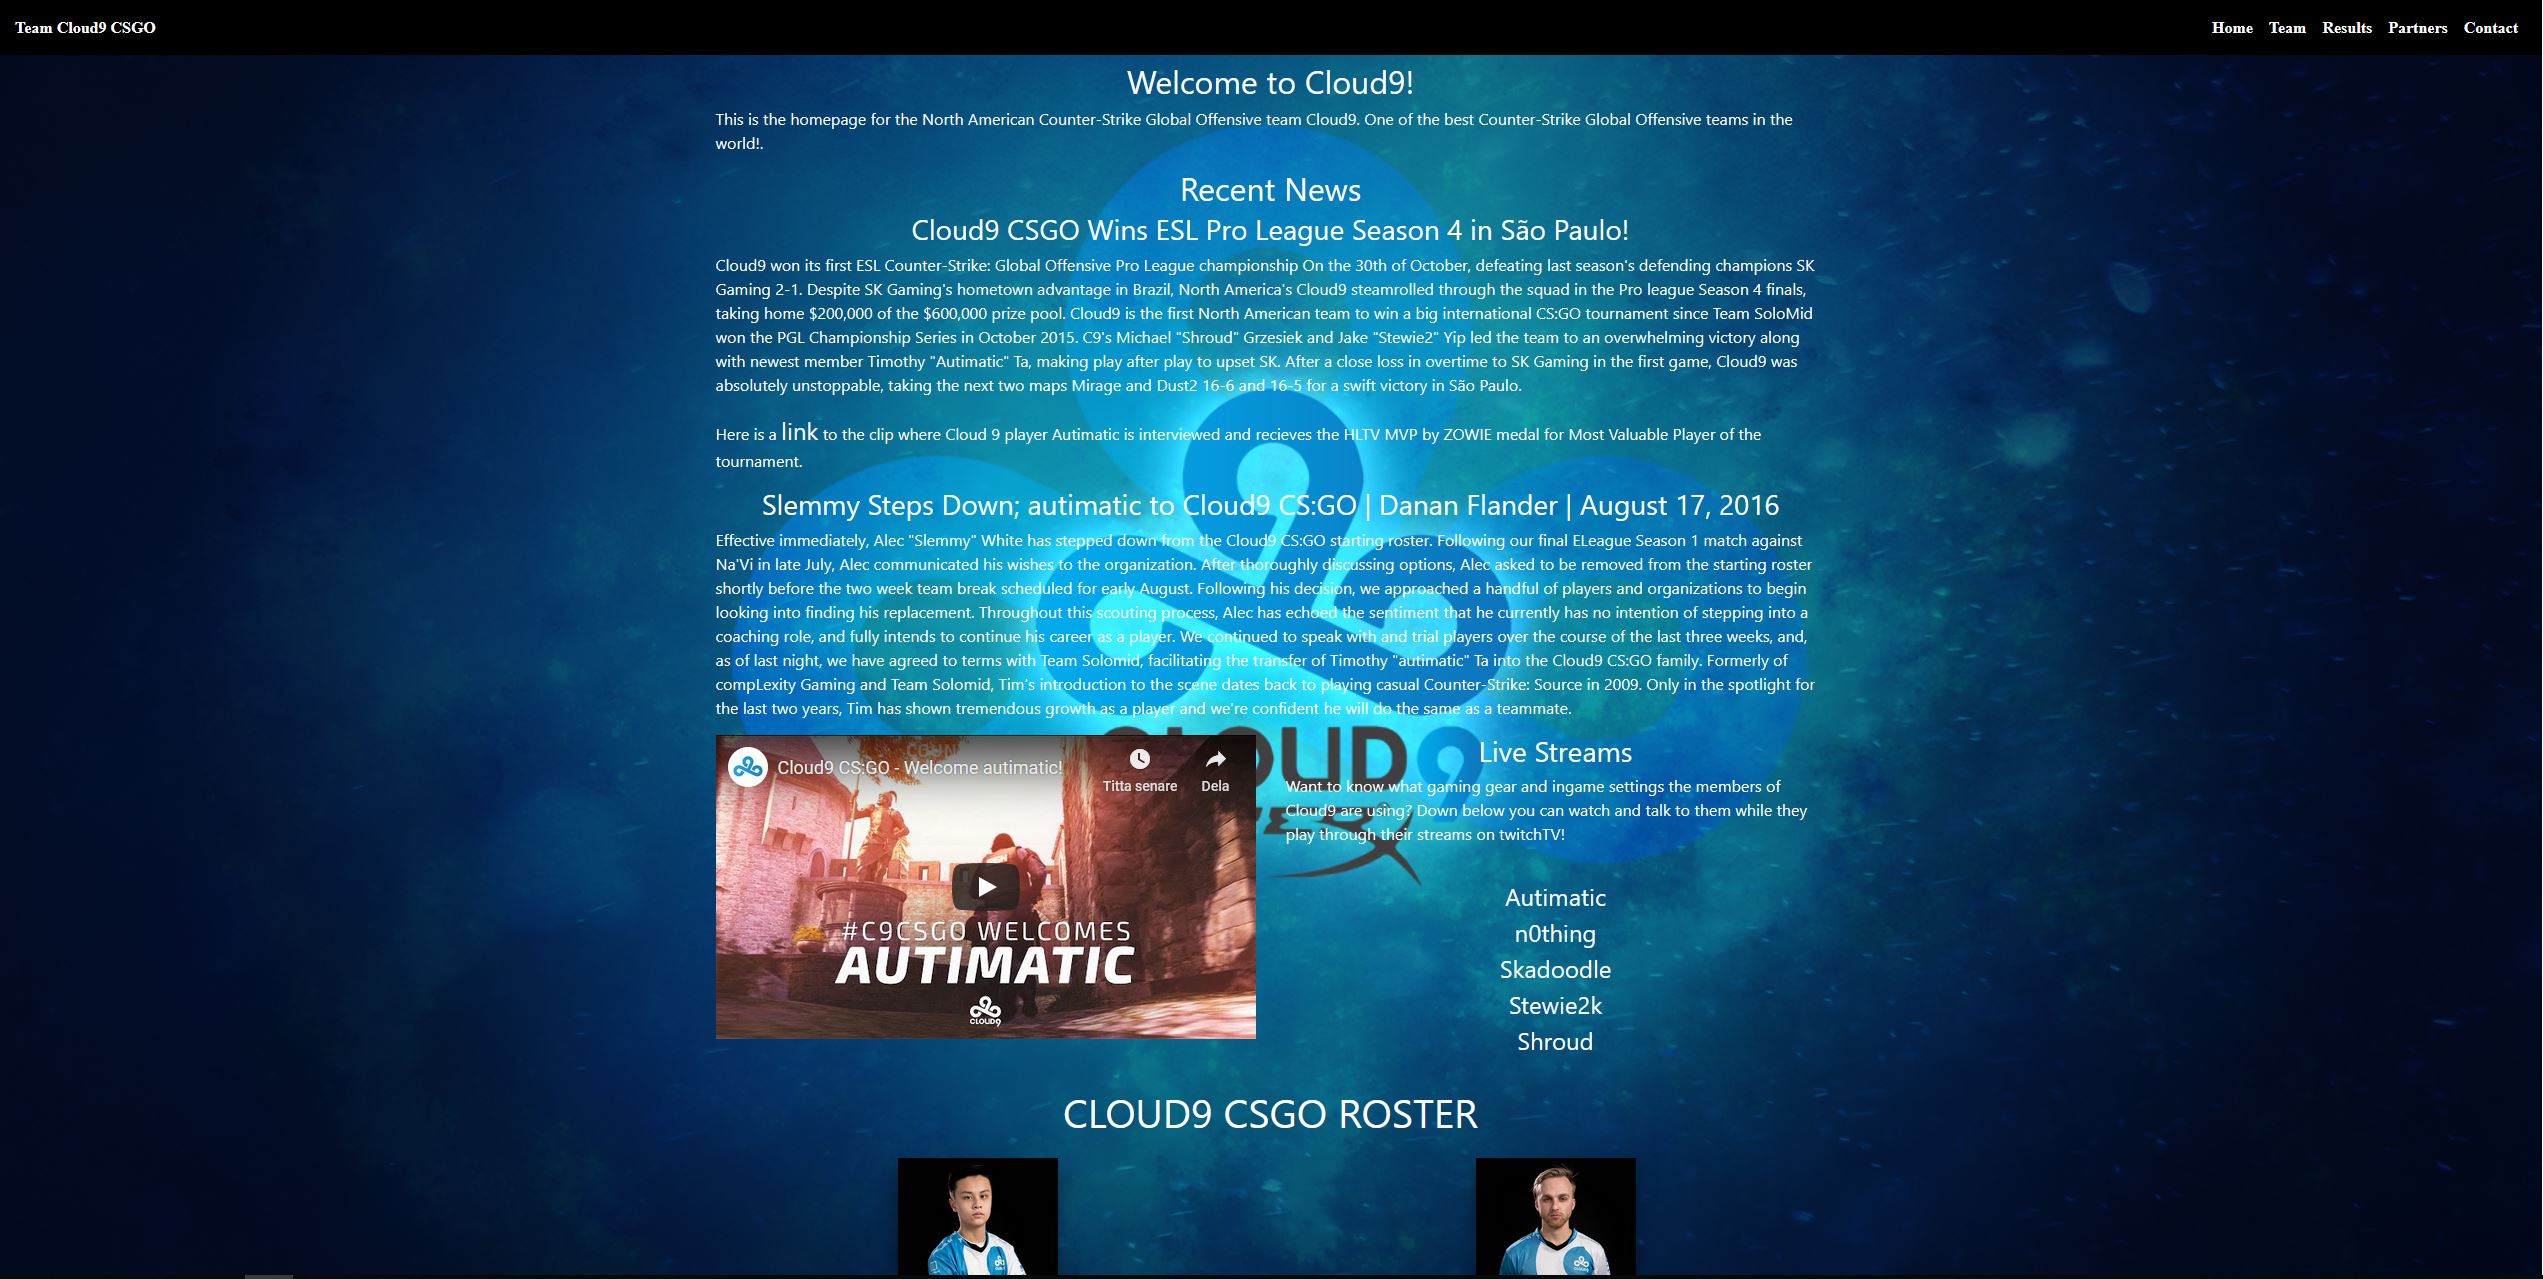 Team Cloud9 CSGO
Home Team Results Partners Contact
Welcome to Cloud9!
This is the homepage for the North American Counter-Strike Global Offensive team Cloud9. One of the best Counter-Strike Global Offensive teams in the
world!.
Recent News
Cloud9 CSGO Wins ESL Pro League Season 4 in São Paulo!
Cloud9 won its first ESL Counter-Strike: Global Offensive Pro League championship On the 30th of October, defeating last season's defending champions SK
Gaming 2-1. Despite SK Gaming's hometown advantage in Brazil, North America's Cloud9 steamrolled through the squad in the Pro league Season 4 finals,
taking home $200,000 of the $600,000 prize pool. Cloud9 is the first North American team to win a big international CS:GO tournament since Team SoloMid
won the PGL Championship Series in October 2015. C9's Michael "Shroud" Grzesiek and Jake "Stewie2" Yip led the team to an overwhelming victory along
with newest member Timothy "Autimatic" Ta, making play after play to upset SK. After a close loss in overtime to SK Gaming in the first game, Cloud9 was
absolutely unstoppable, taking the next two maps Mirage and Dust2 16-6 and 16-5 for a swift victory in São Paulo.
Here is a link to the clip where Cloud 9 player Autimatic is interviewed and recieves the HLTV MVP by ZOWIE medal for Most Valuable Player of the
tournament.
Slemmy Steps Down; autimatic to Cloud9 CS:GO | Danan Flander | August 17, 2016
Effective immediately, Alec "Slemmy" White has stepped down from the Cloud9 CS:GO starting roster. Following our final ELeague Season 1 match against
Na'Vi in late July, Alec communicated his wishes to the organization. After thoroughly discussing options, Alec asked to be removed from the starting roster
shortly before the two week team break scheduled for early August. Following his decision, we approached a handful of players and organizations to begin
looking into finding his replacement. Throughout this scouting process, Alec has echoed the sentiment that he currently has no intention of stepping into a
coaching role, and fully intends to continue his career as a player. We continued to speak with and trial players over the course of the last three weeks, and,
as of last night, we have agreed to terms with Team Solomid, facilitating the transfer of Timothy "autimatic" Ta into the Cloud9 CS:GO family. Formerly of
compLexity Gaming and Team Solomid, Tim's introduction to the scene dates back to playing casual Counter-Strike: Source in 2009. Only in the spotlight for
the last two years, Tim has shown tremendous growth as a player and we're confident he will do the same as a teammate.
Cloud9 CS:GO - Welcome autimatic!
Titta senare Dela
#C9CSGO WELCOMES
AUTIMATIC
CLOUD9
Live Streams
Want to know what gaming gear and ingame settings the members of
Cloud9 are using? Down below you can watch and talk to them while they
play through their streams on twitchTV!
Autimatic
n0thing
Skadoodle
Stewie2k
Shroud
CLOUD9 CSGO ROSTER